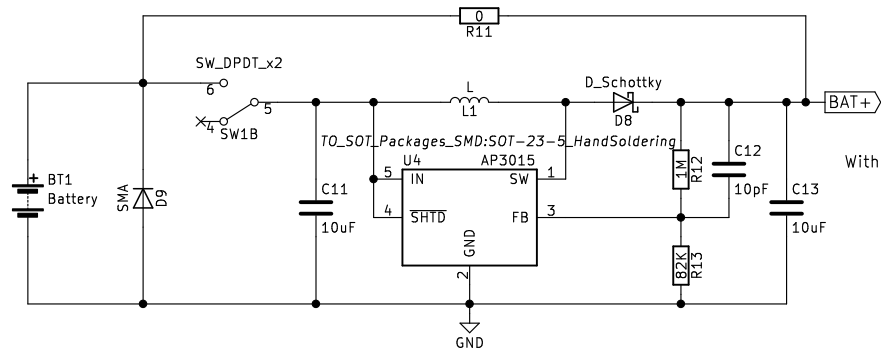 0
R11
SW_DPDT_x2
6
5
4
SW1B
L
L1
D_Schottky
D8
BAT+
TO_SOT_Packages_SMD:SOT-23-5_HandSoldering
U4
AP3015
5
IN
SW
1
4
SHTD
FB
3
GND
2
1M
R12
C12
10pF
With
C13
10uF
82K
R13
C11
10uF
BT1
Battery
SMA
D9
GND